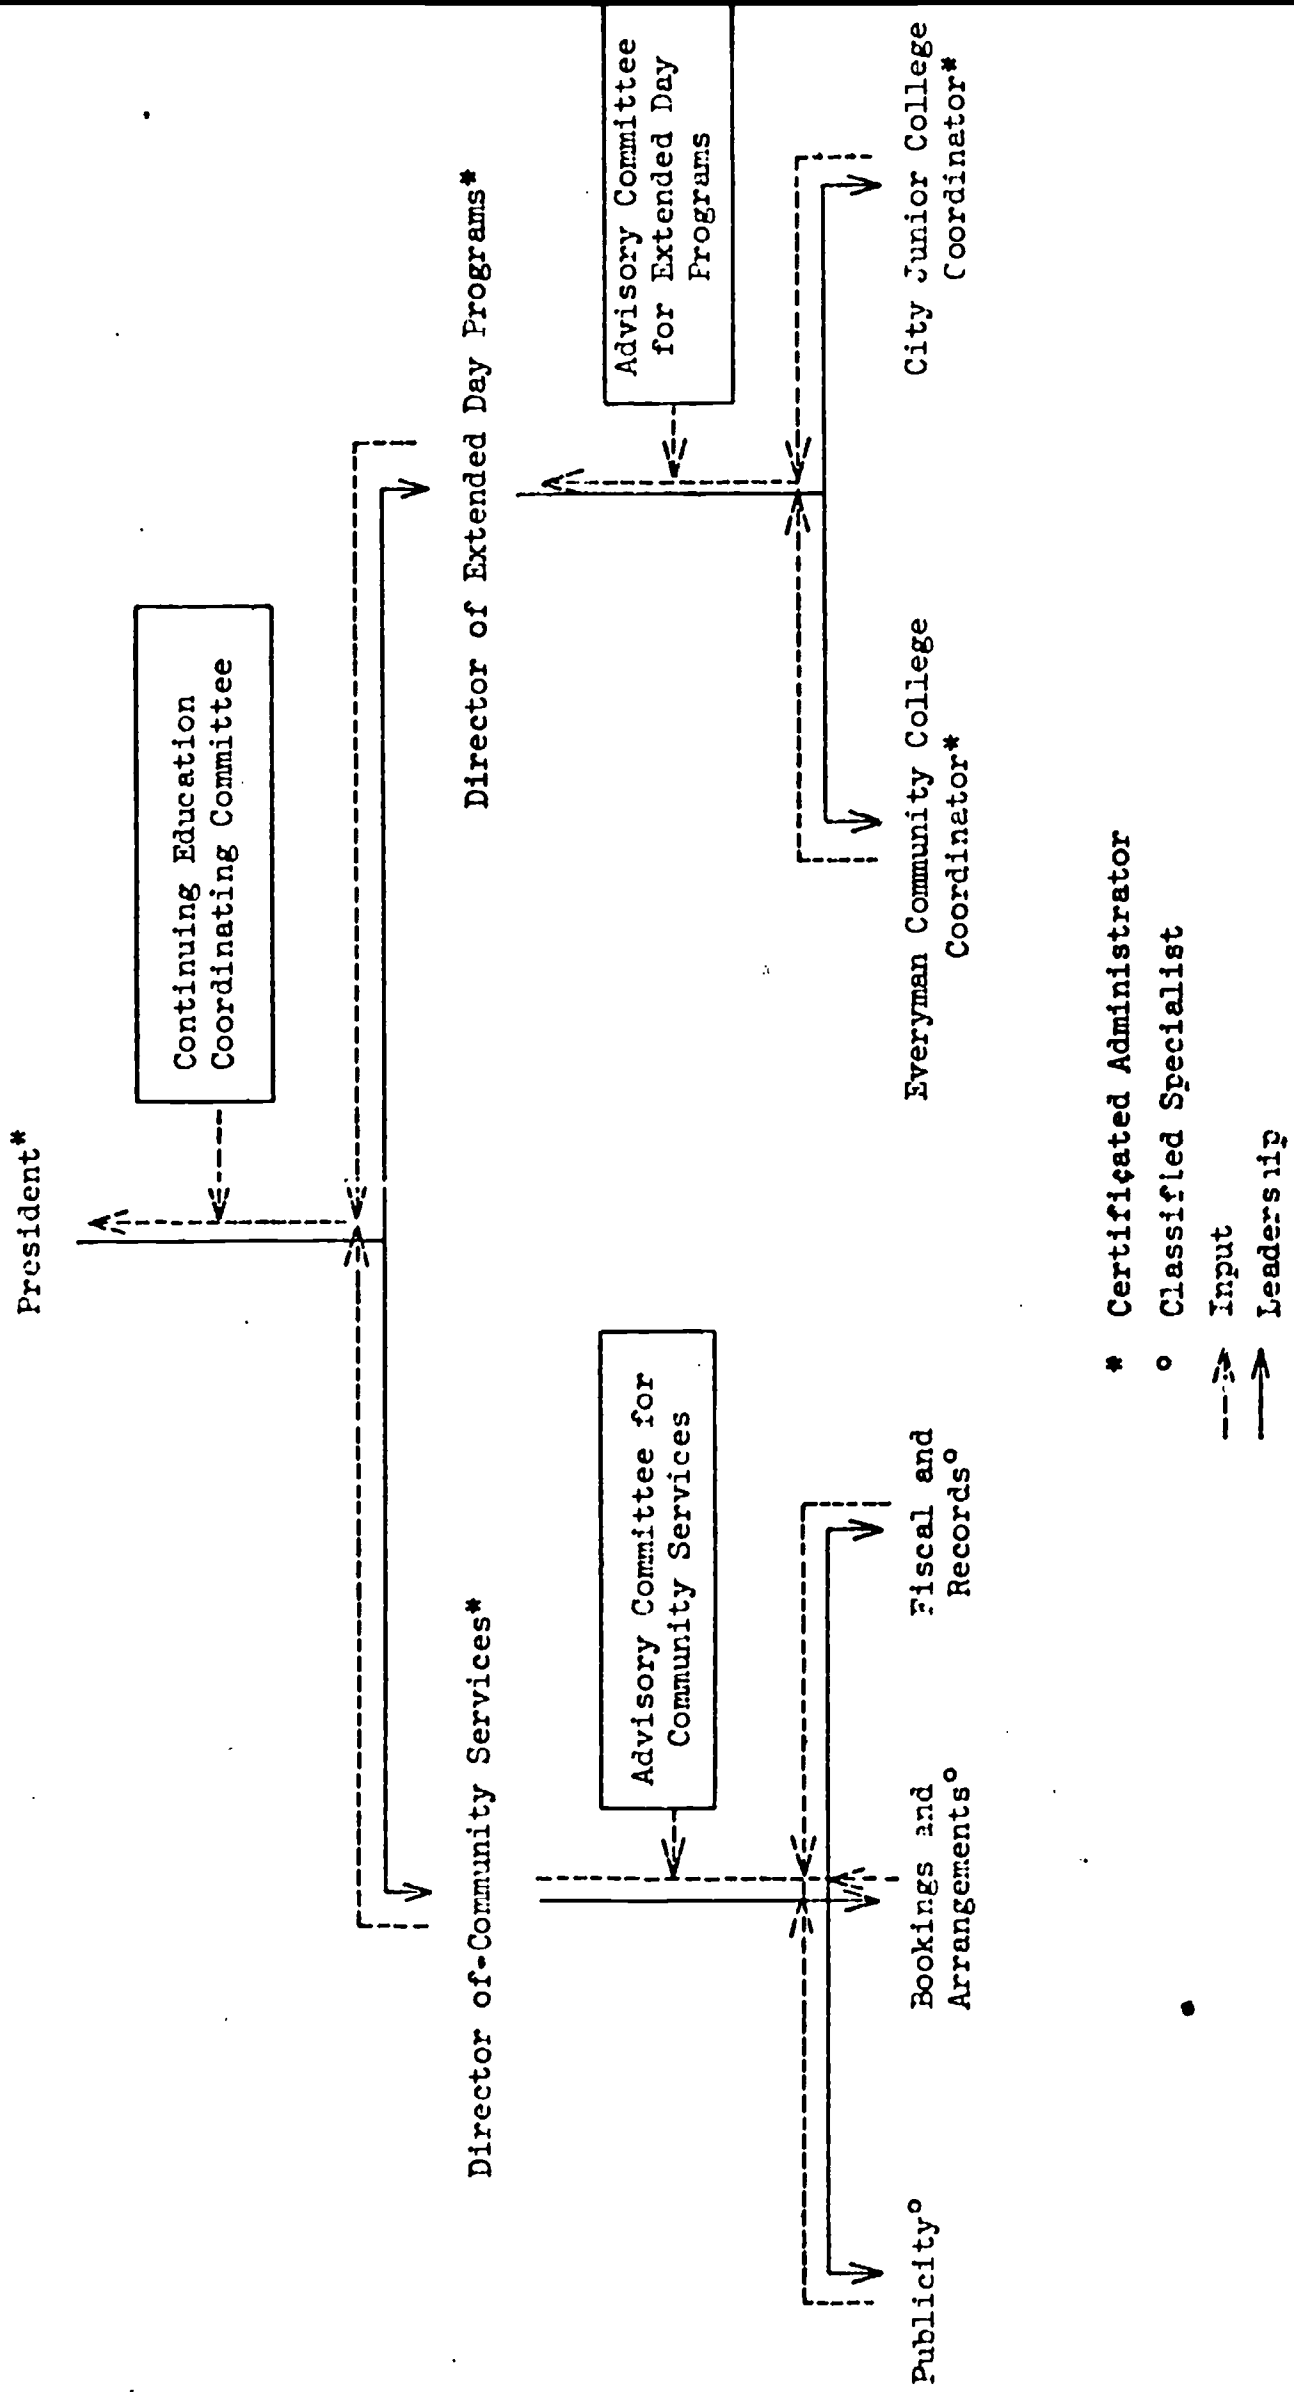 President*
Continuing Education
Coordinating Committee
Director of-Community Services*
Director of Extended Day Programs*
Advisory Committee for
Community Services
Advisory Committee
for Extended Day
Programs
Publicity°
Bookings and
Arrangements°
Fiscal and
Records°
Everyman Community College
Coordinator*
City Junior College
Coordinator*
* Certificated Administrator
° Classified Specialist
Input
Leadership